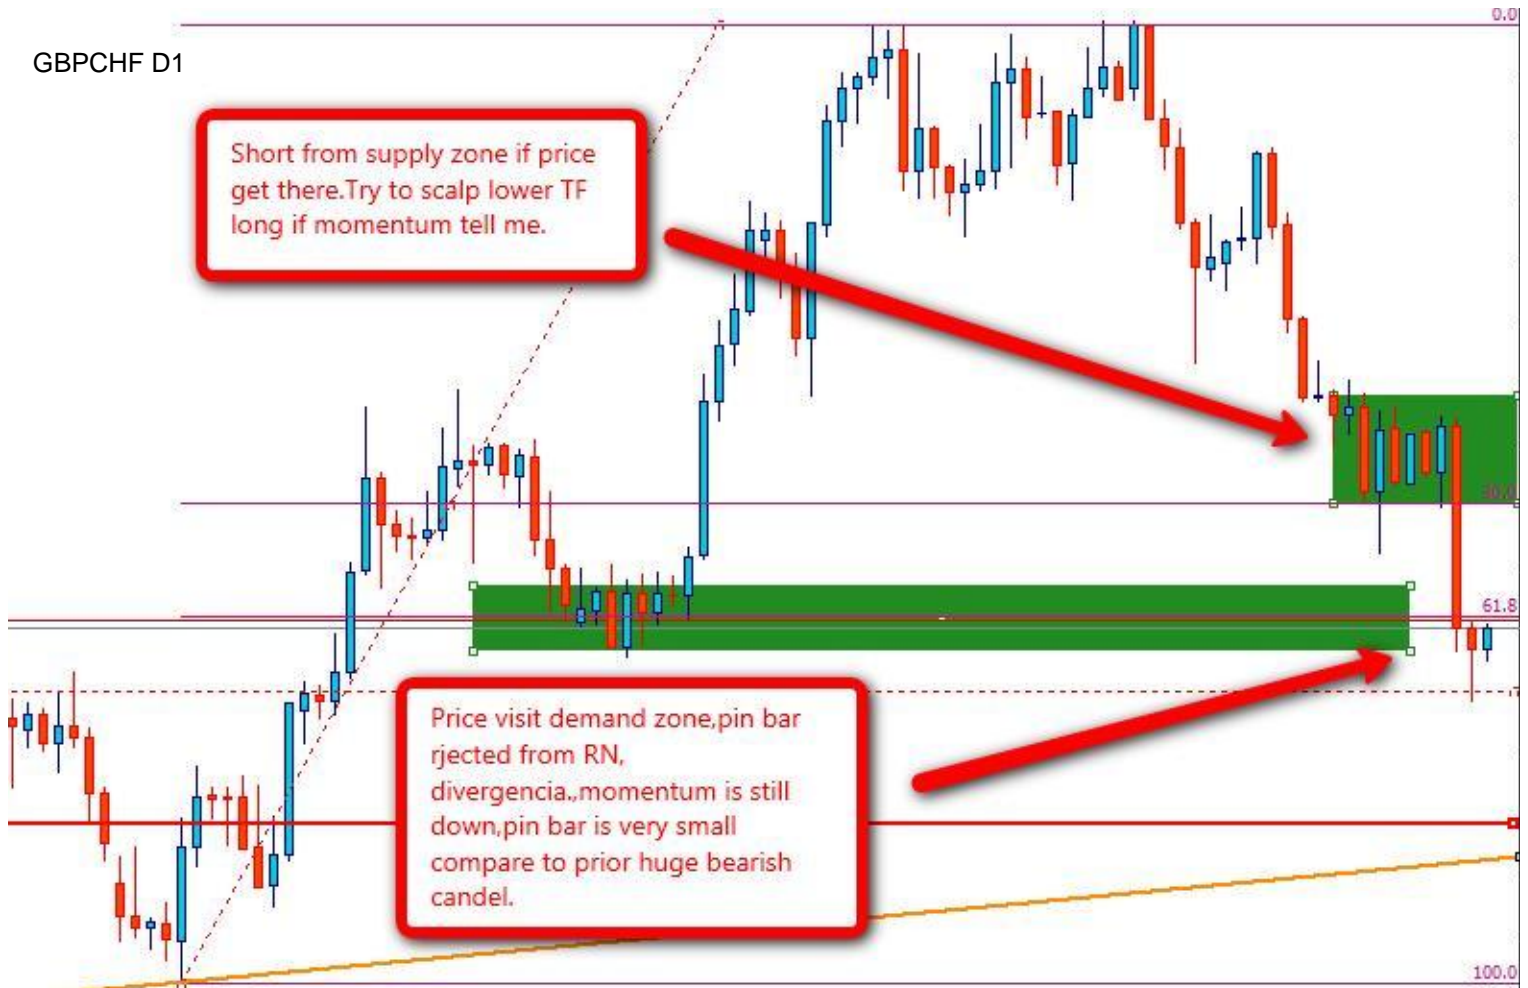 0.0
GBPCHF D1
Short from supply zone if price
get there.Try to scalp lower TF
long if momentum tell me.
61.8
Price visit demand zone,pin bar
rjected from RN,
divergencia.,momentum is still
down,pin bar is very small
compare to prior huge bearish
candel.
100.0